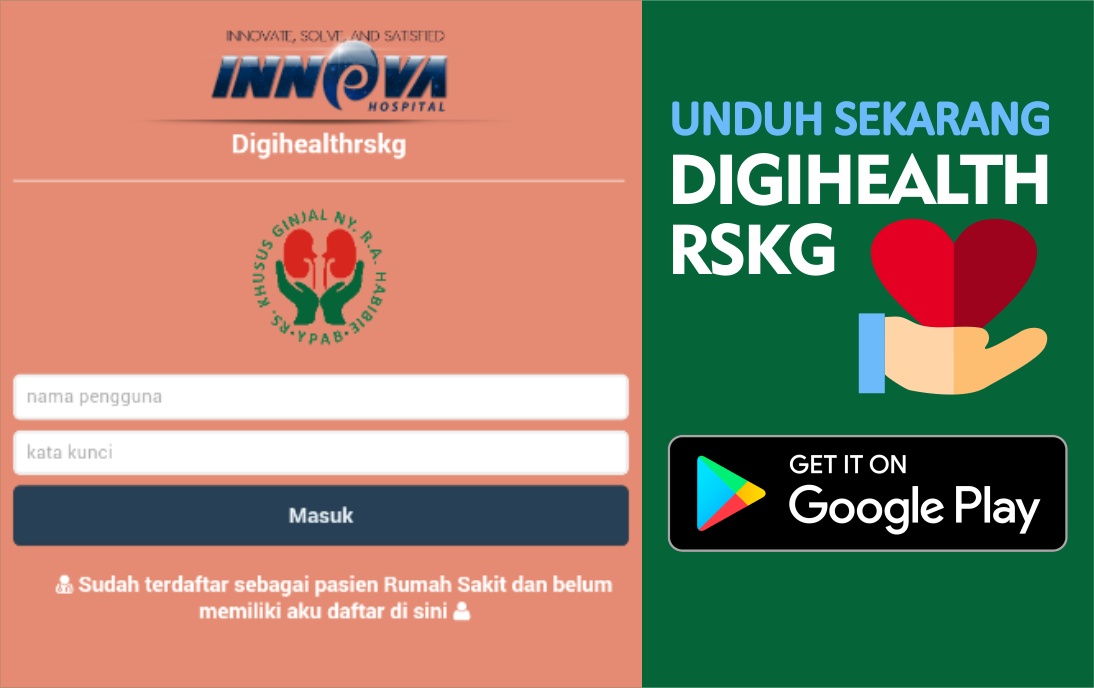 INNOVATE, SOLVE, AND SATISFIED
INNOVA
HOSPITAL
Digihealthrskg
RS. KHUSUS GINJAL NY. R.A. HABIBIE
YPAB
nama pengguna
kata kunci
Masuk
Sudah terdaftar sebagai pasien Rumah Sakit dan belum
memiliki aku daftar di sini
UNDUH SEKARANG
DIGIHEALTH
RSKG
GET IT ON
Google Play